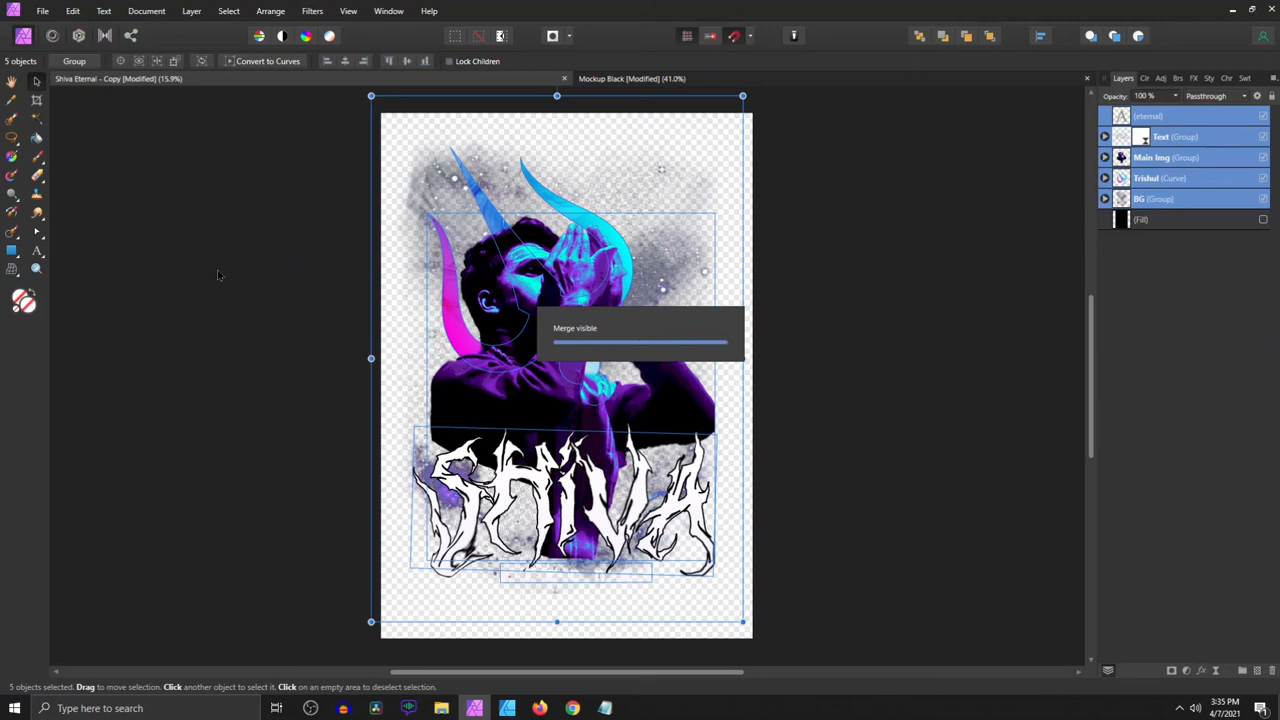 File Edit Text Document Layer Select Arrange Filters View Window Help
5 objects Group Convert to Curves Lock Children
Shiva Eternal - Copy [Modified] (15.9%) Mockup Black [Modified] (41.0%)
Layers Clr Adj Brs FX Sty Chr Swt
Opacity: 100 % Passthrough
(eternal)
Text (Group)
Main Img (Group)
Trishul (Curve)
BG (Group)
(Fill)
Merge visible
SHIVA
5 objects selected. Drag to move selection. Click another object to select it. Click on an empty area to deselect selection.
Type here to search
3:35 PM
4/7/2021